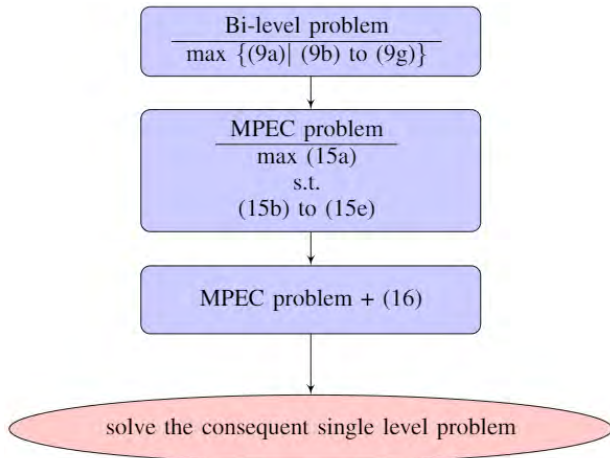 Bi-level problem
max {(9a)| (9b) to (9g)}
MPEC problem
max (15a)
s.t.
(15b) to (15e)
MPEC problem + (16)
solve the consequent single level problem